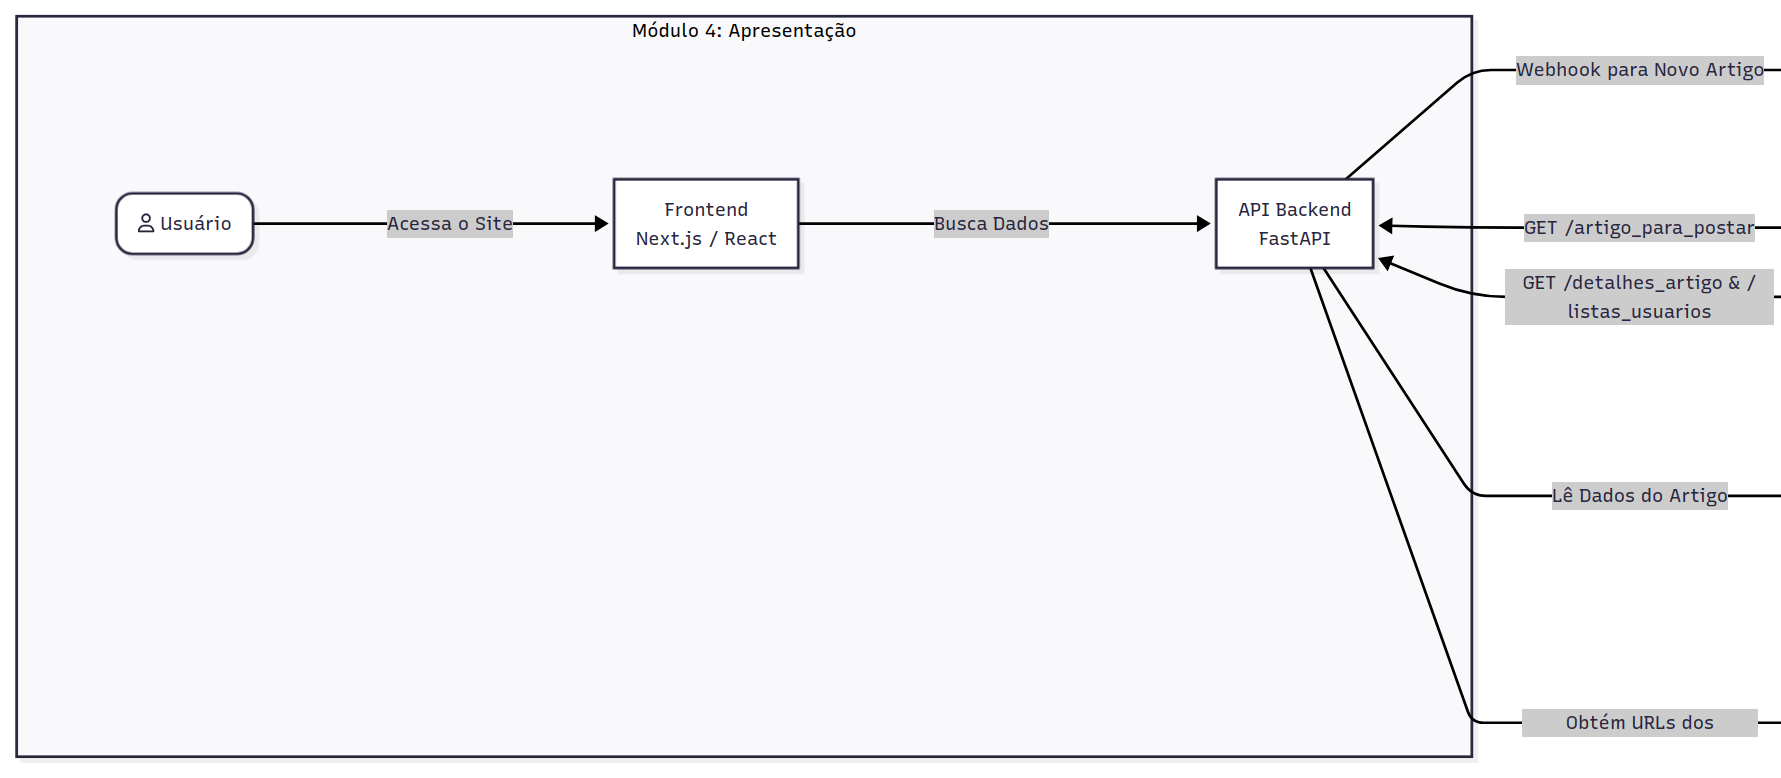 Módulo 4: Apresentação
Webhook para Novo Artigo
Usuário
Acessa o Site
Frontend
Next.js / React
Busca Dados
API Backend
FastAPI
GET /artigo_para_postar
GET /detalhes_artigo & /
listas_usuarios
Lê Dados do Artigo
Obtém URLs dos